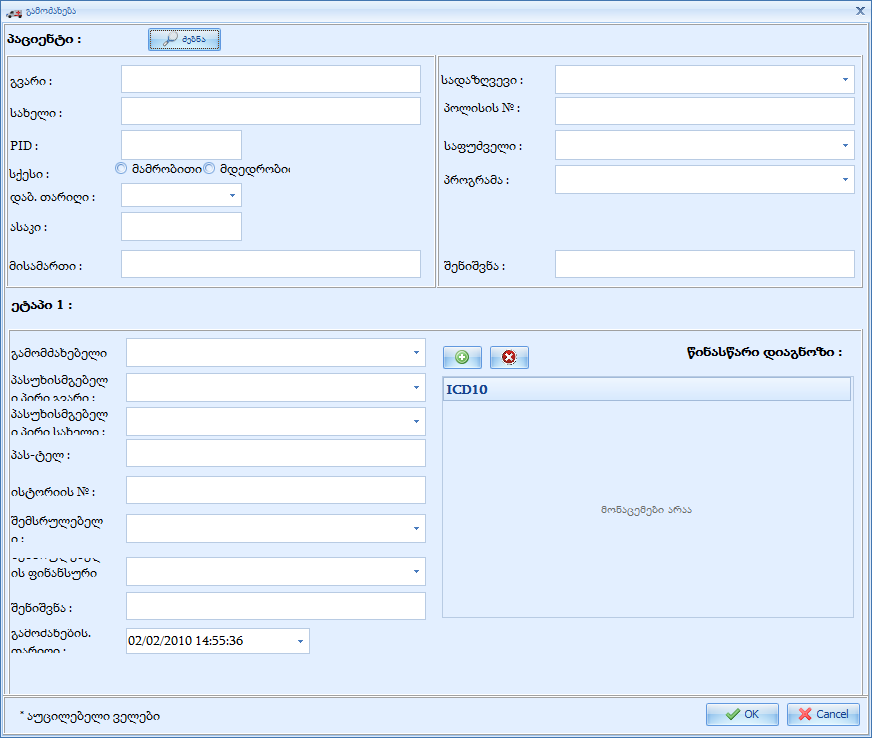 გამოძახება
პაციენტი :
ძებნა
გვარი :
სახელი :
PID :
სქესი :
მამრობითი
მდედრობი
დაბ. თარიღი :
ასაკი :
მისამართი :
სადაზღვევი :
პოლისის № :
საფუძველი :
პროგრამა :
შენიშვნა :
ეტაპი 1 :
გამომძახებელი
პასუხისმგებელ
ი პირი გვარი :
პასუხისმგებელ
ი პირი სახელი :
პას-ტელ :
ისტორიის № :
შემსრულებელ
ი :
ის ფინანსური
შენიშვნა :
გამოძახების.
თარიღი :
02/02/2010 14:55:36
წინასწარი დიაგნოზი :
ICD10
მონაცემები არაა
* აუცილებელი ველები
OK
Cancel